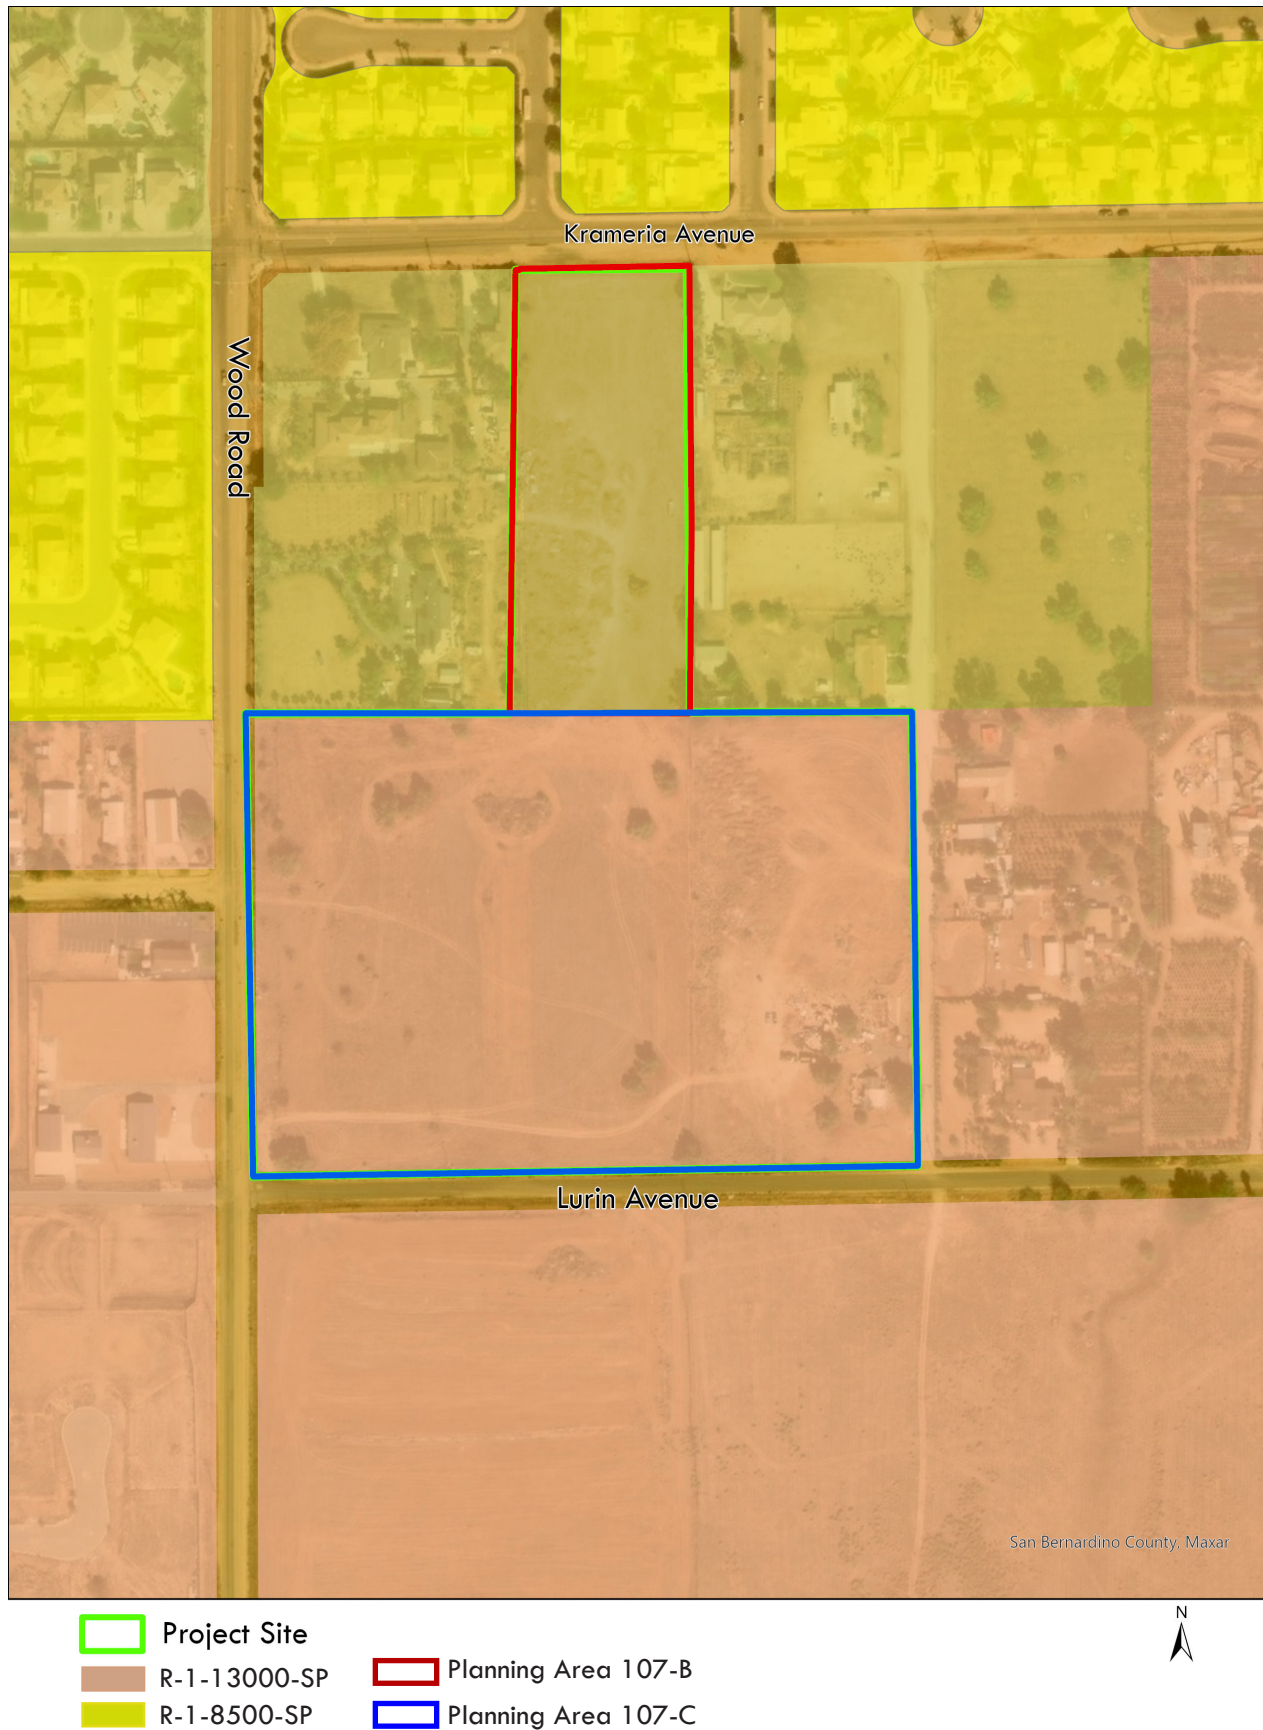 Krameria Avenue
Wood Road
Lurin Avenue
San Bernardino County, Maxar
N
Project Site
R-1-13000-SP
R-1-8500-SP
Planning Area 107-B
Planning Area 107-C